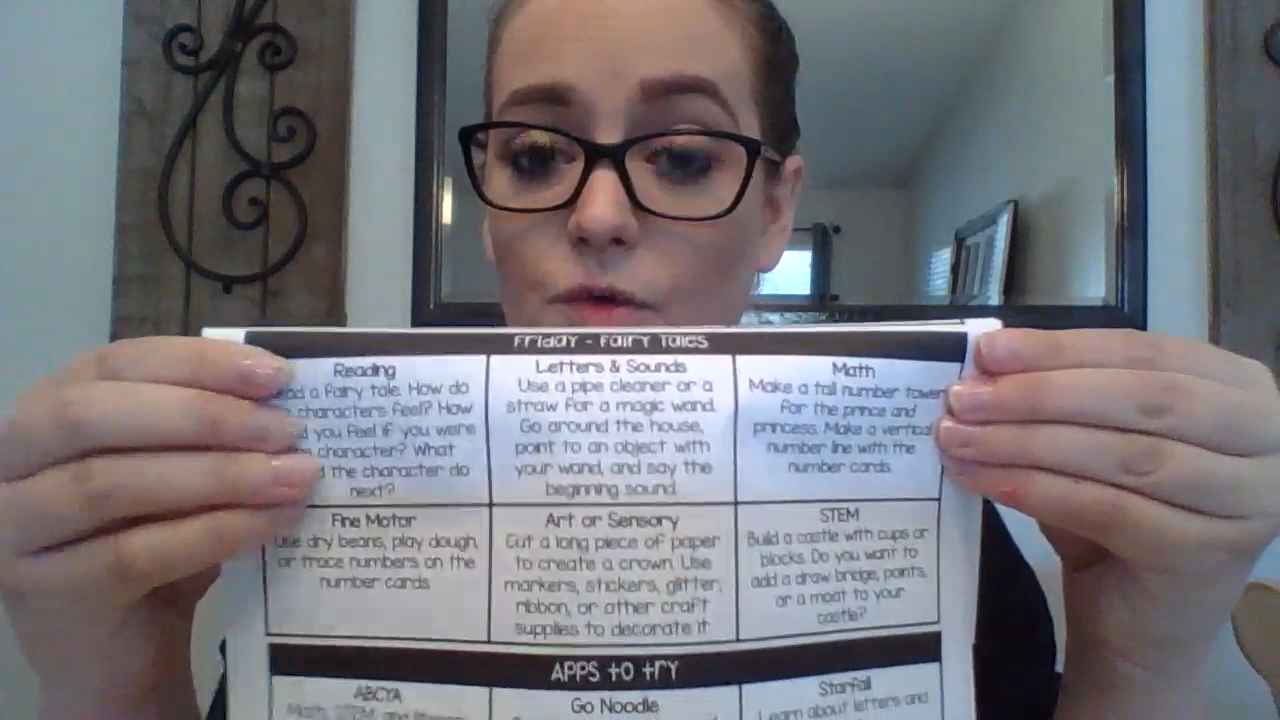 Friday - Fairy Tales
Reading
a fairy tale. How do
characters feel? How
you feel if you were
character? What
the character do
next?
Letters & Sounds
Use a pipe cleaner or a
straw for a magic wand.
Go around the house,
point to an object with
your wand, and say the
beginning sound.
Math
Make a tall number tower
for the prince and
princess. Make a vertical
number line with the
number cards.
Fine Motor
Use dry beans, play dough,
or trace numbers on the
number cards.
Art or Sensory
Cut a long piece of paper
to create a crown. Use
markers, stickers, glitter,
ribbon, or other craft
supplies to decorate it.
STEM
Build a castle with cups or
blocks. Do you want to
add a draw bridge, points,
or a moat to your
castle?
APPS to try
ABCYA
Math, STEM, and
Go Noodle
Starfall
Learn about letters and